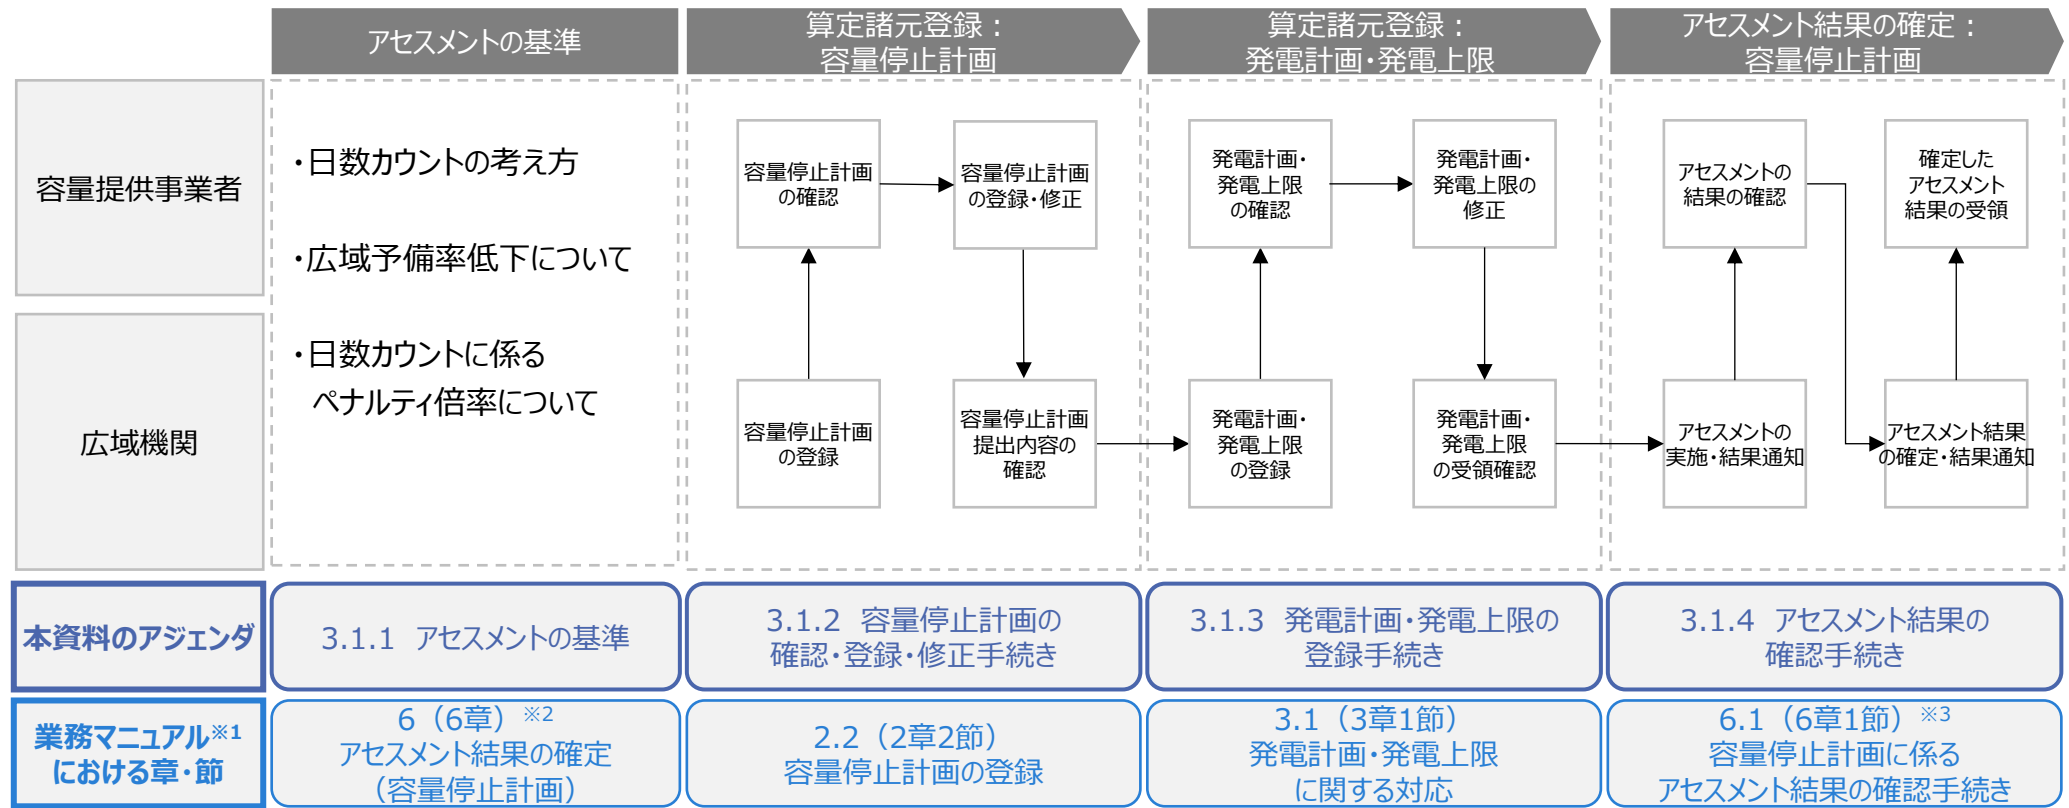 アセスメントの基準
算定諸元登録：
容量停止計画
算定諸元登録：
発電計画・発電上限
アセスメント結果の確定：
容量停止計画
容量提供事業者
広域機関
・日数カウントの考え方
・広域予備率低下について
・日数カウントに係る
ペナルティ倍率について
容量停止計画
の確認
容量停止計画
の登録・修正
容量停止計画
の登録
容量停止計画
提出内容の
確認
発電計画・
発電上限
の確認
発電計画・
発電上限の
修正
発電計画・
発電上限
の登録
発電計画・
発電上限
の受領確認
アセスメントの
結果の確認
確定した
アセスメント
結果の受領
アセスメントの
実施・結果通知
アセスメント結果
の確定・結果通知
本資料のアジェンダ
3.1.1 アセスメントの基準
3.1.2 容量停止計画の
確認・登録・修正手続き
3.1.3 発電計画・発電上限の
登録手続き
3.1.4 アセスメント結果の
確認手続き
業務マニュアル※1
における章・節
6（6章）※2
アセスメント結果の確定
（容量停止計画）
2.2（2章2節）
容量停止計画の登録
3.1（3章1節）
発電計画・発電上限
に関する対応
6.1（6章1節）※3
容量停止計画に係る
アセスメント結果の確認手続き